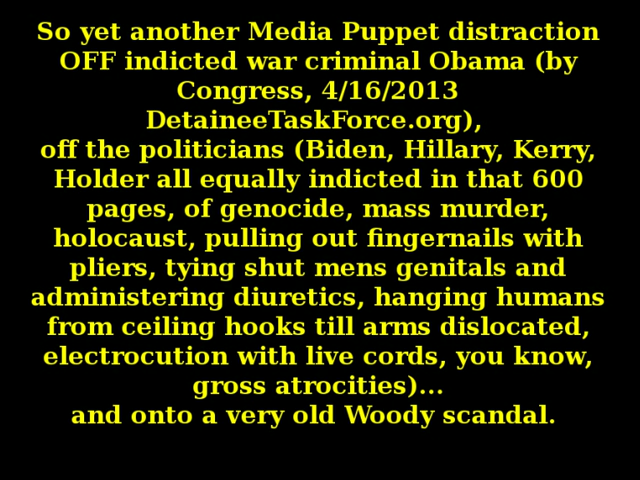 So yet another Media Puppet distraction
OFF indicted war criminal Obama (by
Congress, 4/16/2013
DetaineeTaskForce.org),
off the politicians (Biden, Hillary, Kerry,
Holder all equally indicted in that 600
pages, of genocide, mass murder,
holocaust, pulling out fingernails with
pliers, tying shut mens genitals and
administering diuretics, hanging humans
from ceiling hooks till arms dislocated,
electrocution with live cords, you know,
gross atrocities)...
and onto a very old Woody scandal.